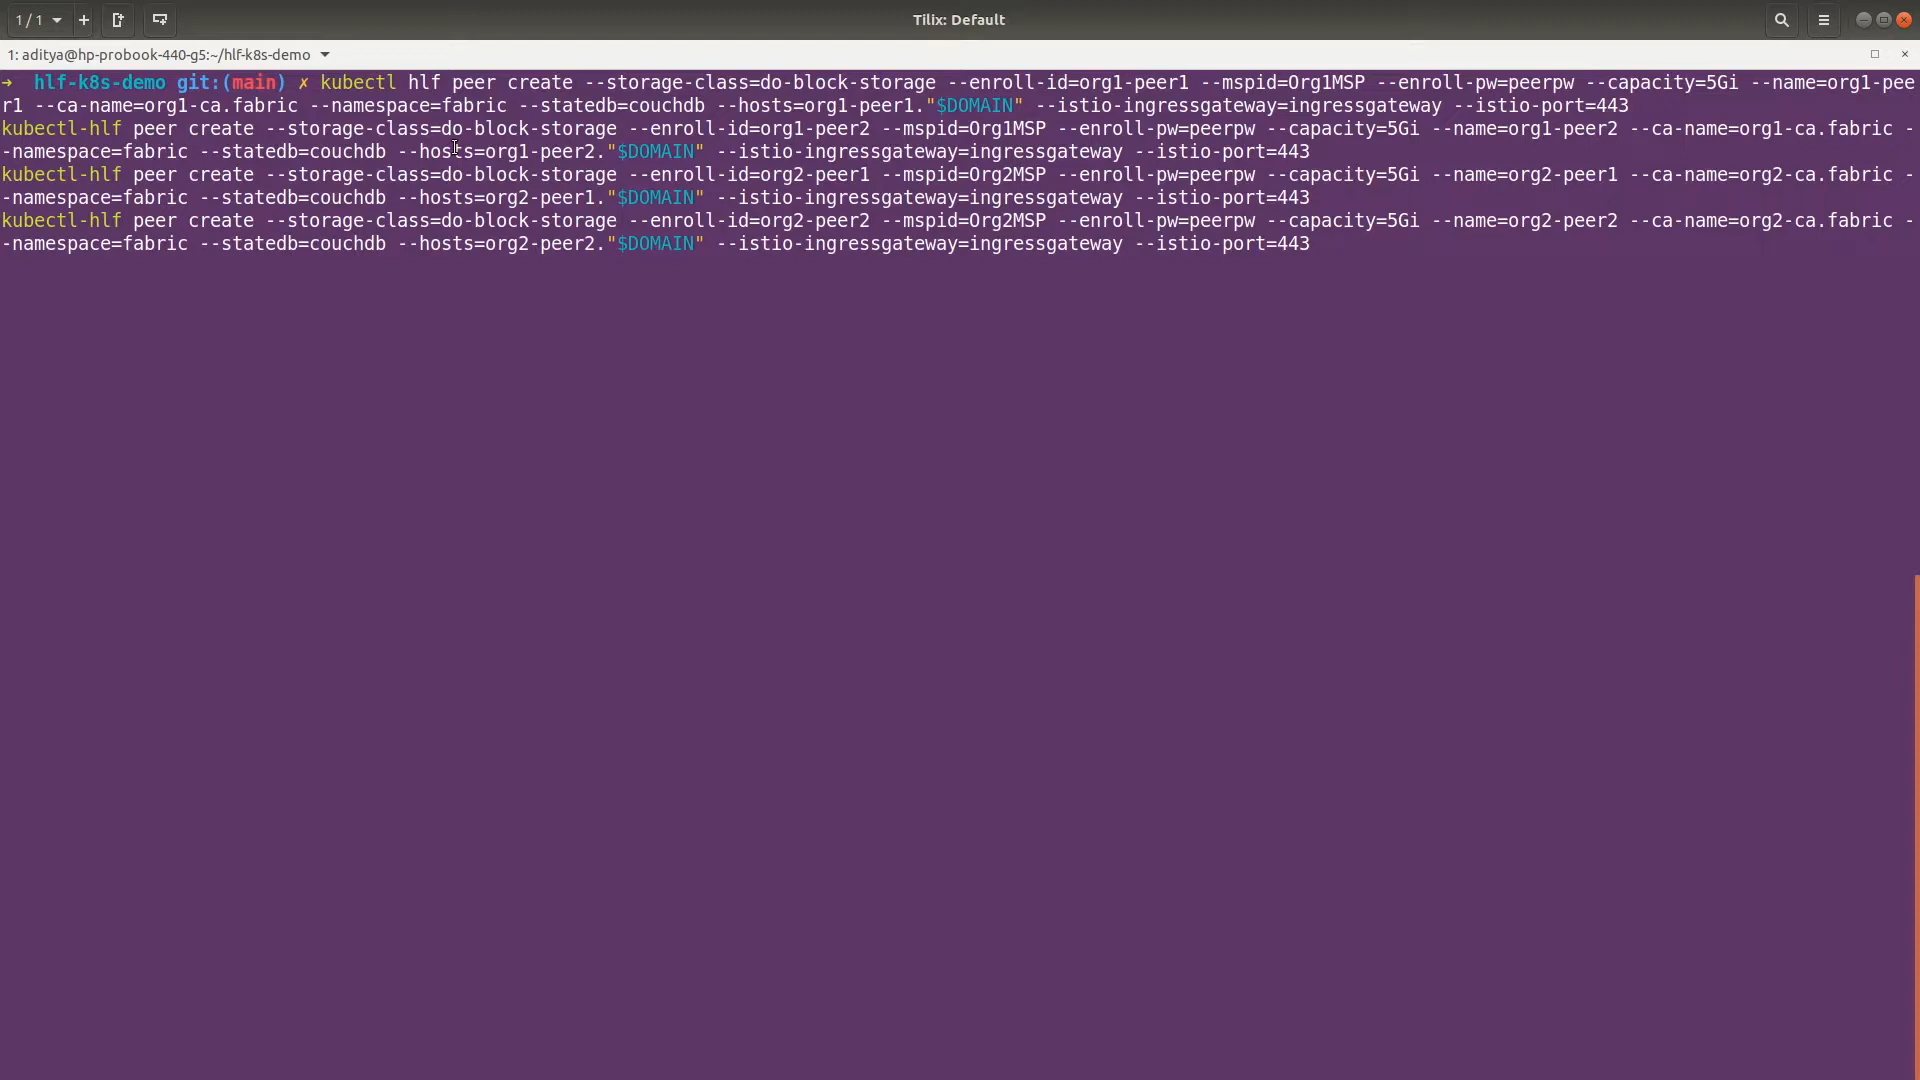 1 / 1
Tilix: Default
1: aditya@hp-probook-440-g5:~/hlf-k8s-demo
→ hlf-k8s-demo git:(main) ✗ kubectl hlf peer create --storage-class=do-block-storage --enroll-id=org1-peer1 --mspid=Org1MSP --enroll-pw=peerpw --capacity=5Gi --name=org1-pee
r1 --ca-name=org1-ca.fabric --namespace=fabric --statedb=couchdb --hosts=org1-peer1."$DOMAIN" --istio-ingressgateway=ingressgateway --istio-port=443
kubectl-hlf peer create --storage-class=do-block-storage --enroll-id=org1-peer2 --mspid=Org1MSP --enroll-pw=peerpw --capacity=5Gi --name=org1-peer2 --ca-name=org1-ca.fabric -
-namespace=fabric --statedb=couchdb --hosts=org1-peer2."$DOMAIN" --istio-ingressgateway=ingressgateway --istio-port=443
kubectl-hlf peer create --storage-class=do-block-storage --enroll-id=org2-peer1 --mspid=Org2MSP --enroll-pw=peerpw --capacity=5Gi --name=org2-peer1 --ca-name=org2-ca.fabric -
-namespace=fabric --statedb=couchdb --hosts=org2-peer1."$DOMAIN" --istio-ingressgateway=ingressgateway --istio-port=443
kubectl-hlf peer create --storage-class=do-block-storage --enroll-id=org2-peer2 --mspid=Org2MSP --enroll-pw=peerpw --capacity=5Gi --name=org2-peer2 --ca-name=org2-ca.fabric -
-namespace=fabric --statedb=couchdb --hosts=org2-peer2."$DOMAIN" --istio-ingressgateway=ingressgateway --istio-port=443